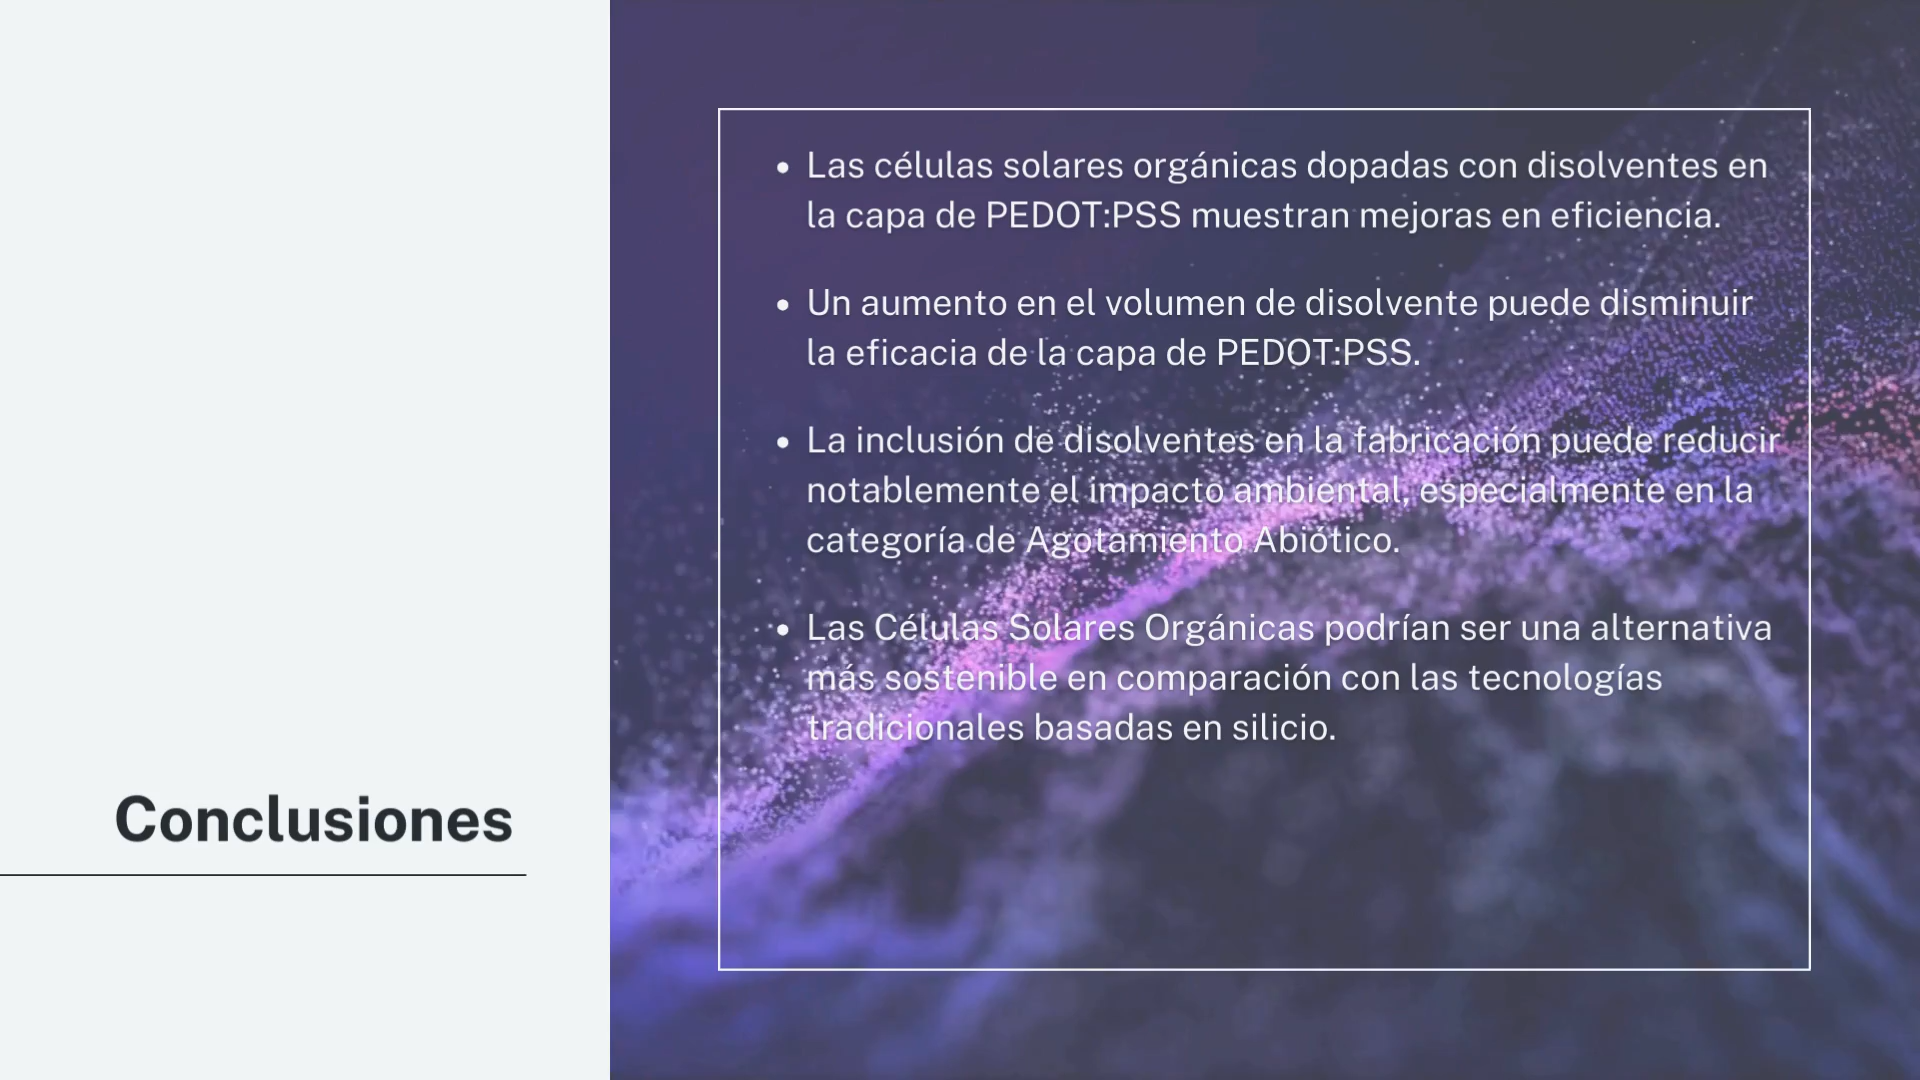 Conclusiones
• Las células solares orgánicas dopadas con disolventes en
la capa de PEDOT:PSS muestran mejoras en eficiencia.
• Un aumento en el volumen de disolvente puede disminuir
la eficacia de la capa de PEDOT:PSS.
• La inclusión de disolventes en la fabricación puede reducir
notablemente el impacto ambiental, especialmente en la
categoría de Agotamiento Abiótico.
• Las Células Solares Orgánicas podrían ser una alternativa
más sostenible en comparación con las tecnologías
tradicionales basadas en silicio.